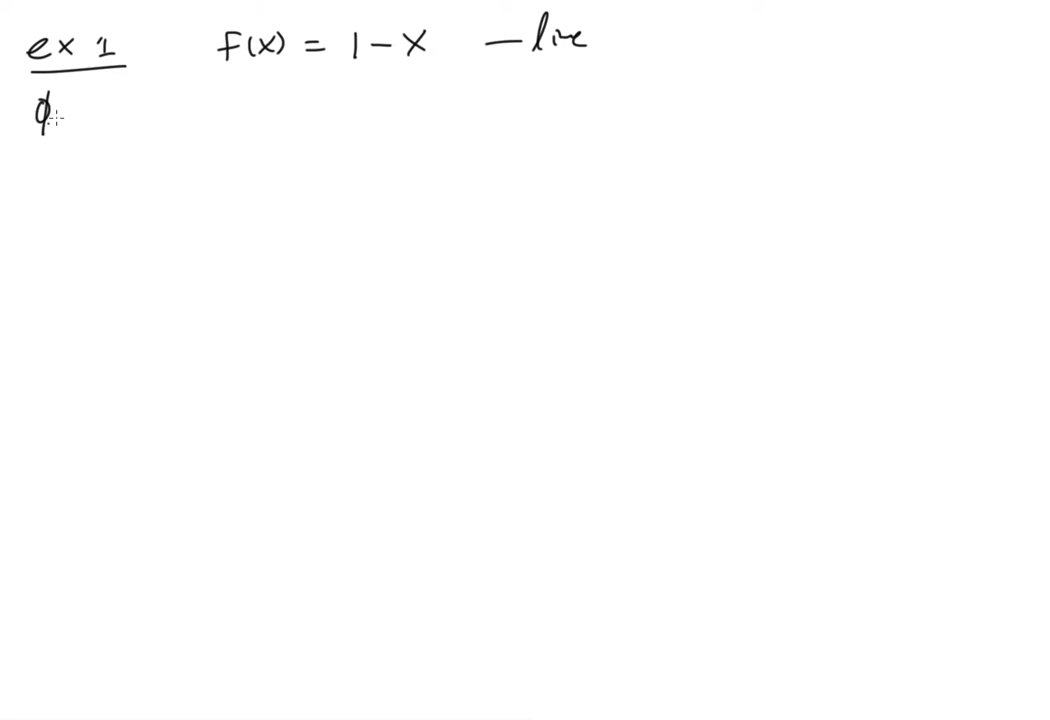 ex 1 f(x) = 1 - x - line
φ